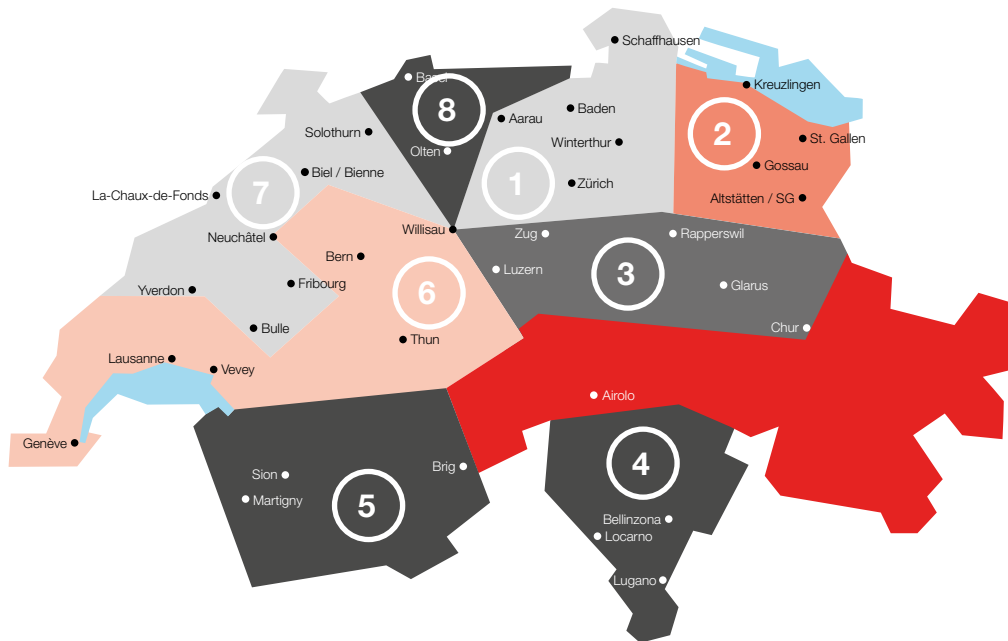 Schaffhausen
Basel
Kreuzlingen
8
Baden
Aarau
2
Solothurn
St. Gallen
Winterthur
Olten
Gossau
Biel / Bienne
1
Zürich
7
La-Chaux-de-Fonds
Altstätten / SG
Willisau
Zug
Rapperswil
Neuchâtel
Bern
Luzern
3
Fribourg
Glarus
Yverdon
6
Bulle
Chur
Thun
Lausanne
Vevey
Airolo
Genève
4
Brig
Sion
Martigny
5
Bellinzona
Locarno
Lugano